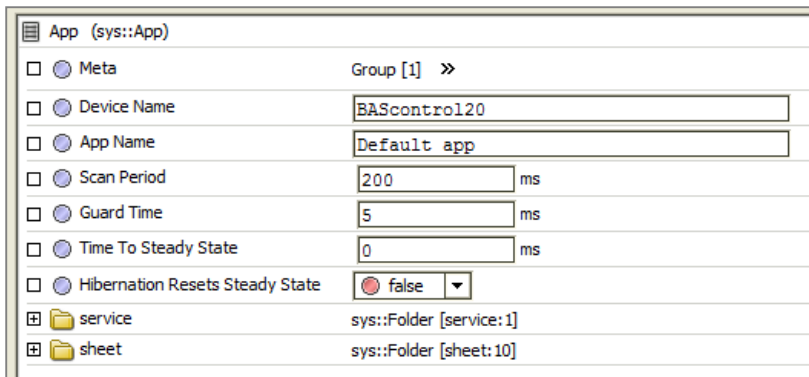 App (sys::App)
Meta Group [1] »
Device Name BAScontrol20
App Name Default app
Scan Period 200 ms
Guard Time 5 ms
Time To Steady State 0 ms
Hibernation Resets Steady State false
service sys::Folder [service:1]
sheet sys::Folder [sheet:10]